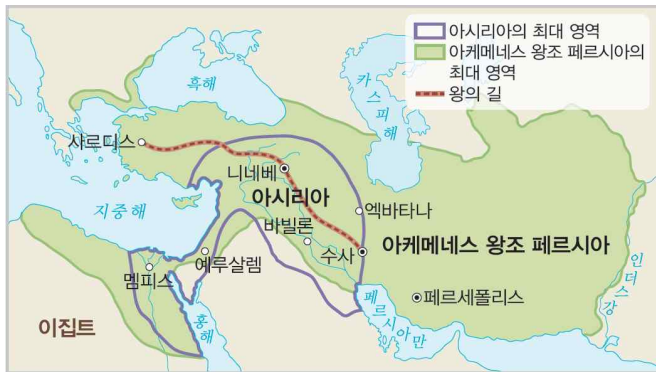 아시리아의 최대 영역
아케메네스 왕조 페르시아의
최대 영역
왕의 길
흑해
카스피해
사르디스
니네베
아시리아
지중해
엑바타나
바빌론
수사
아케메네스 왕조 페르시아
예루살렘
멤피스
페르세폴리스
페르시아만
인더스강
이집트
홍해